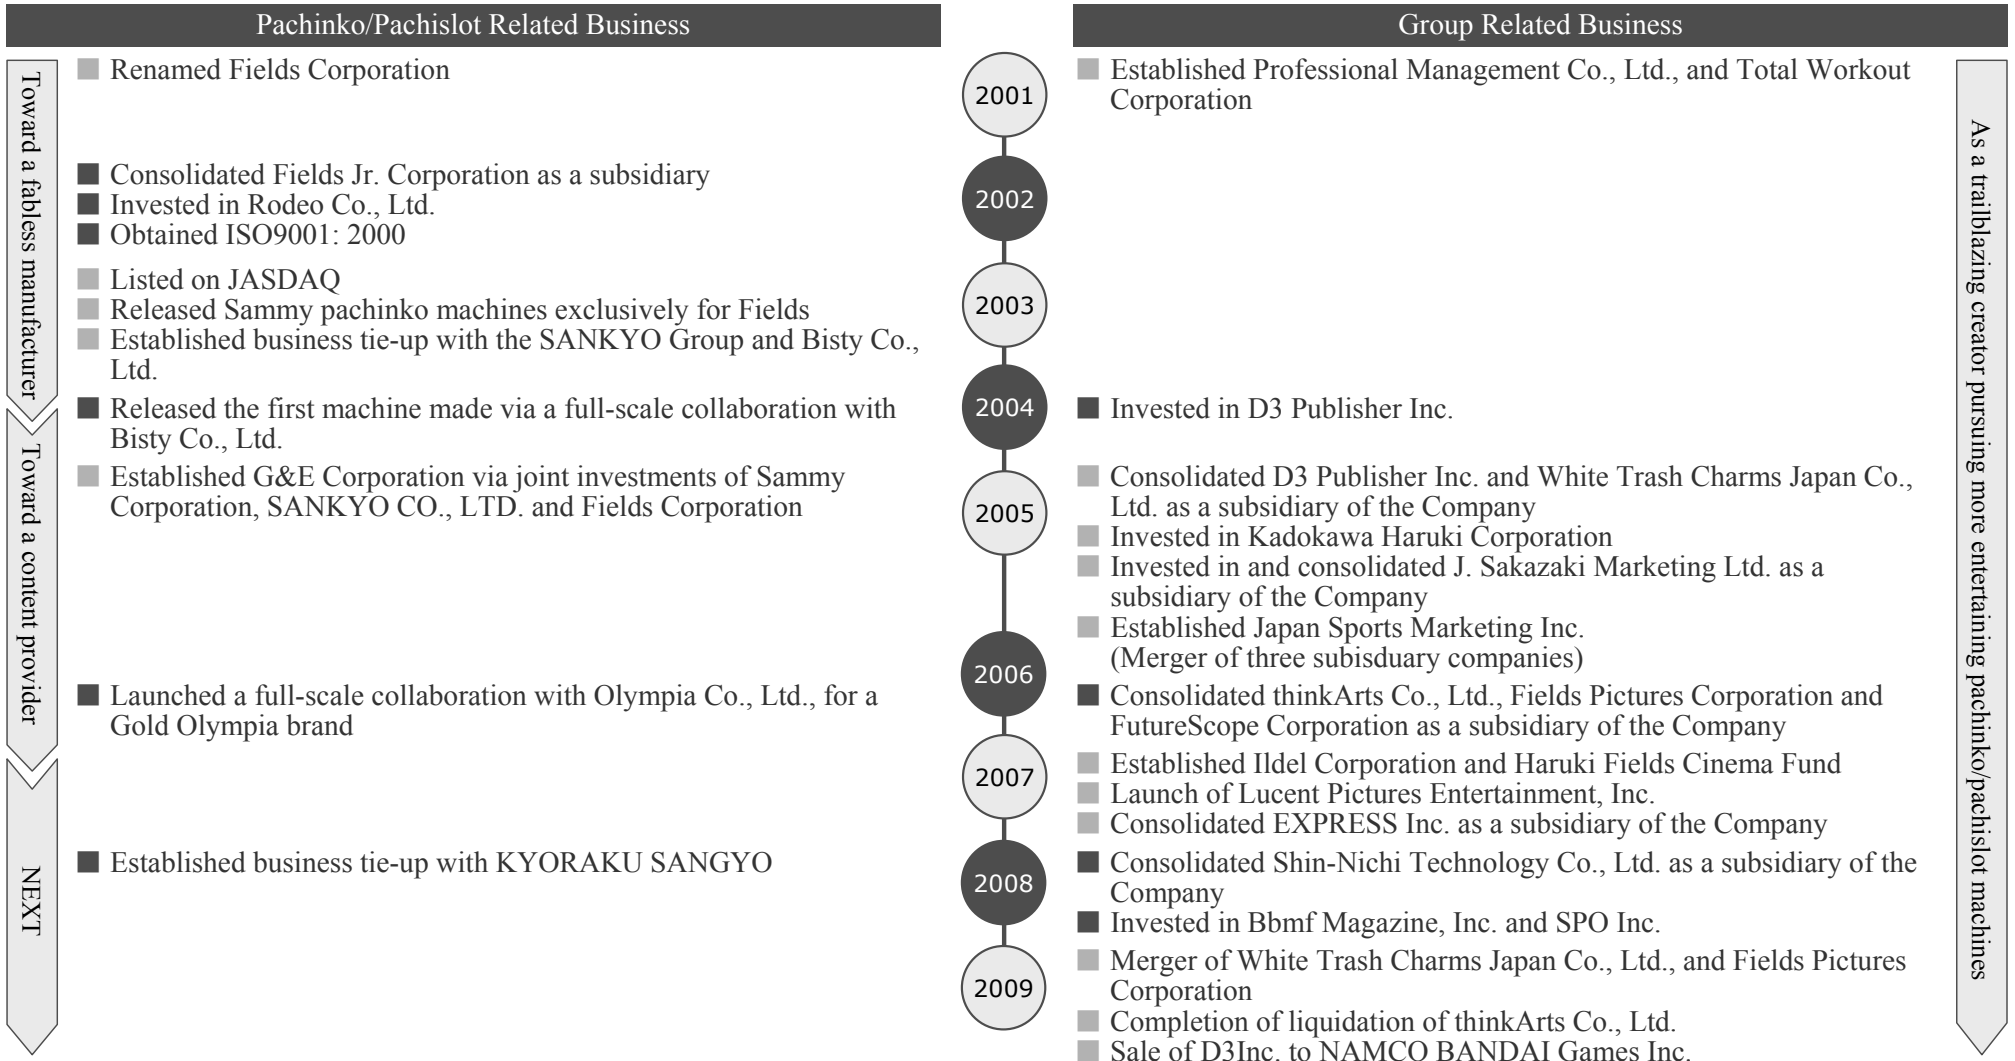 Pachinko/Pachislot Related Business
Group Related Business
Toward a fabless manufacturer
Toward a content provider
NEXT
Renamed Fields Corporation
Consolidated Fields Jr. Corporation as a subsidiary
Invested in Rodeo Co., Ltd.
Obtained ISO9001: 2000
Listed on JASDAQ
Released Sammy pachinko machines exclusively for Fields
Established business tie-up with the SANKYO Group and Bisty Co.,
Ltd.
Released the first machine made via a full-scale collaboration with
Bisty Co., Ltd.
Established G&E Corporation via joint investments of Sammy
Corporation, SANKYO CO., LTD. and Fields Corporation
Launched a full-scale collaboration with Olympia Co., Ltd., for a
Gold Olympia brand
Established business tie-up with KYORAKU SANGYO
2001
2002
2003
2004
2005
2006
2007
2008
2009
Established Professional Management Co., Ltd., and Total Workout
Corporation
Invested in D3 Publisher Inc.
Consolidated D3 Publisher Inc. and White Trash Charms Japan Co.,
Ltd. as a subsidiary of the Company
Invested in Kadokawa Haruki Corporation
Invested in and consolidated J. Sakazaki Marketing Ltd. as a
subsidiary of the Company
Established Japan Sports Marketing Inc.
(Merger of three subisduary companies)
Consolidated thinkArts Co., Ltd., Fields Pictures Corporation and
FutureScope Corporation as a subsidiary of the Company
Established Ildel Corporation and Haruki Fields Cinema Fund
Launch of Lucent Pictures Entertainment, Inc.
Consolidated EXPRESS Inc. as a subsidiary of the Company
Consolidated Shin-Nichi Technology Co., Ltd. as a subsidiary of the
Company
Invested in Bbmf Magazine, Inc. and SPO Inc.
Merger of White Trash Charms Japan Co., Ltd., and Fields Pictures
Corporation
Completion of liquidation of thinkArts Co., Ltd.
Sale of D3Inc. to NAMCO BANDAI Games Inc.
As a trailblazing creator pursuing more entertaining pachinko/pachislot machines